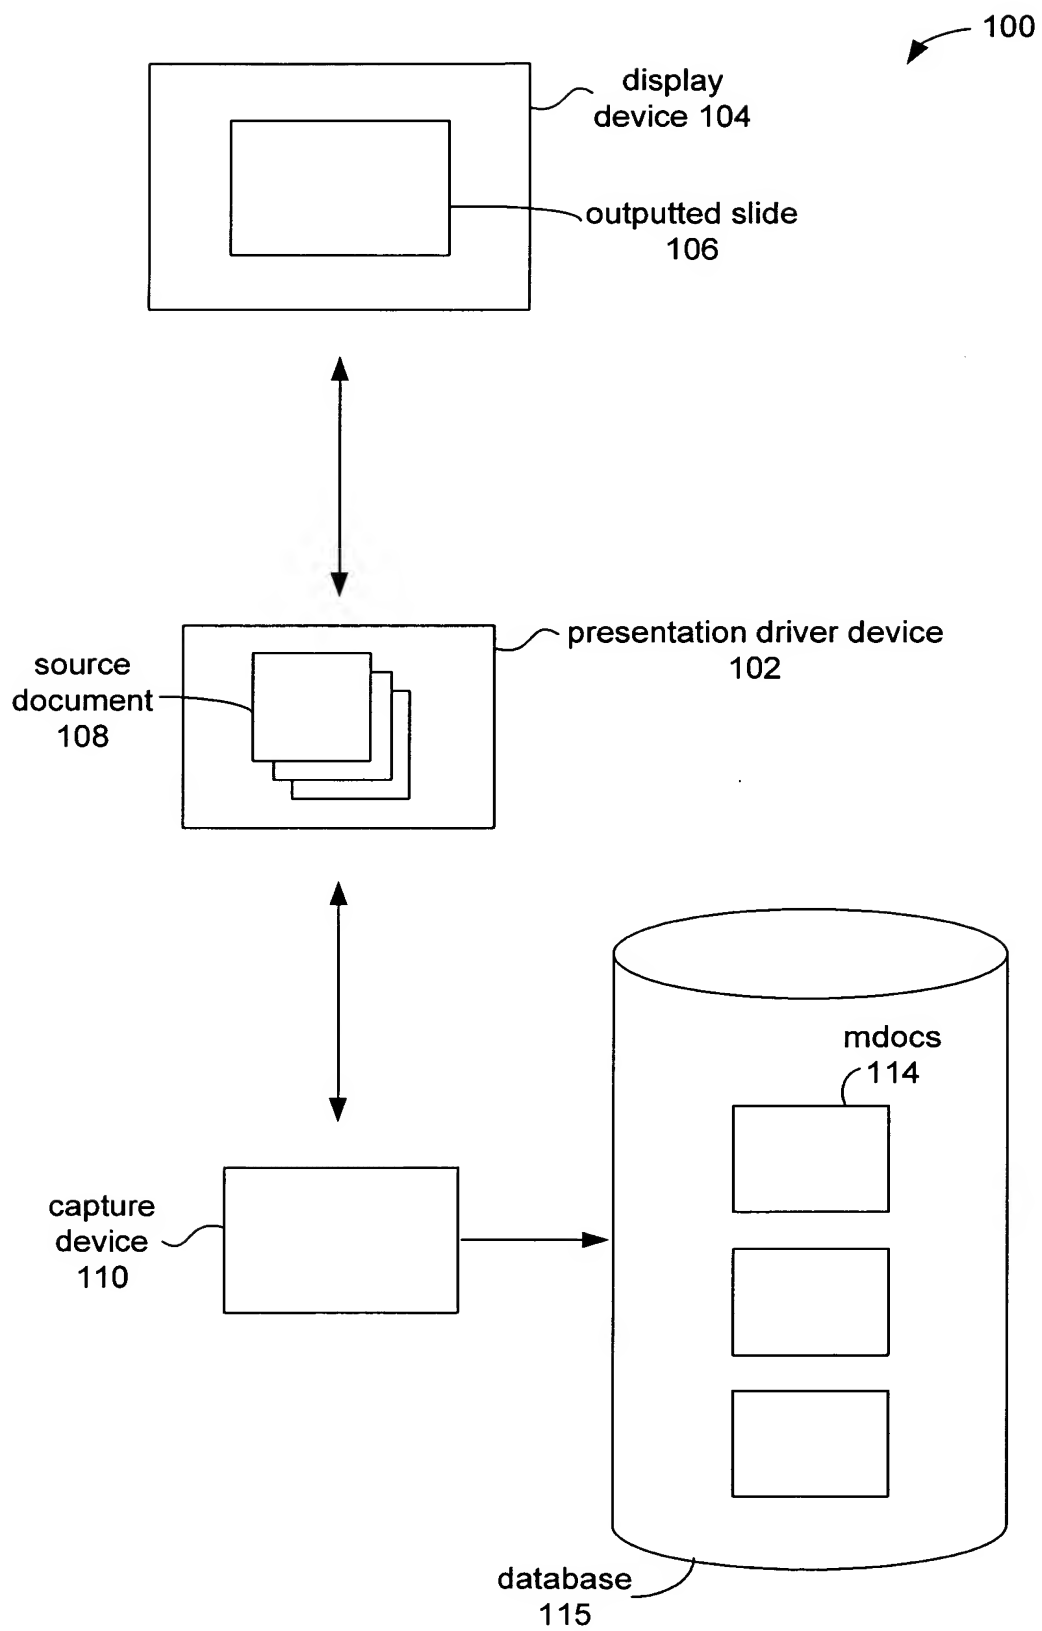 100
display
device 104
outputted slide
106
presentation driver device
102
source
document
108
mdocs
114
capture
device
110
database
115